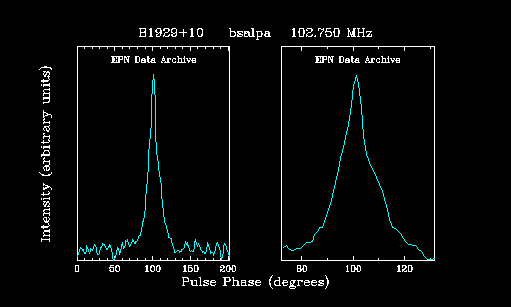 B1929+10 bsalpa 102.750 MHz
EPN Data Archive
EPN Data Archive
Intensity (arbitrary units)
0 50 100 150 200
80 100 120
Pulse Phase (degrees)